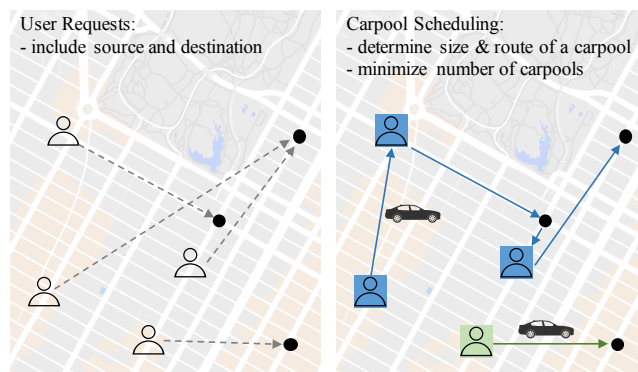 User Requests:
- include source and destination
Carpool Scheduling:
- determine size & route of a carpool
- minimize number of carpools